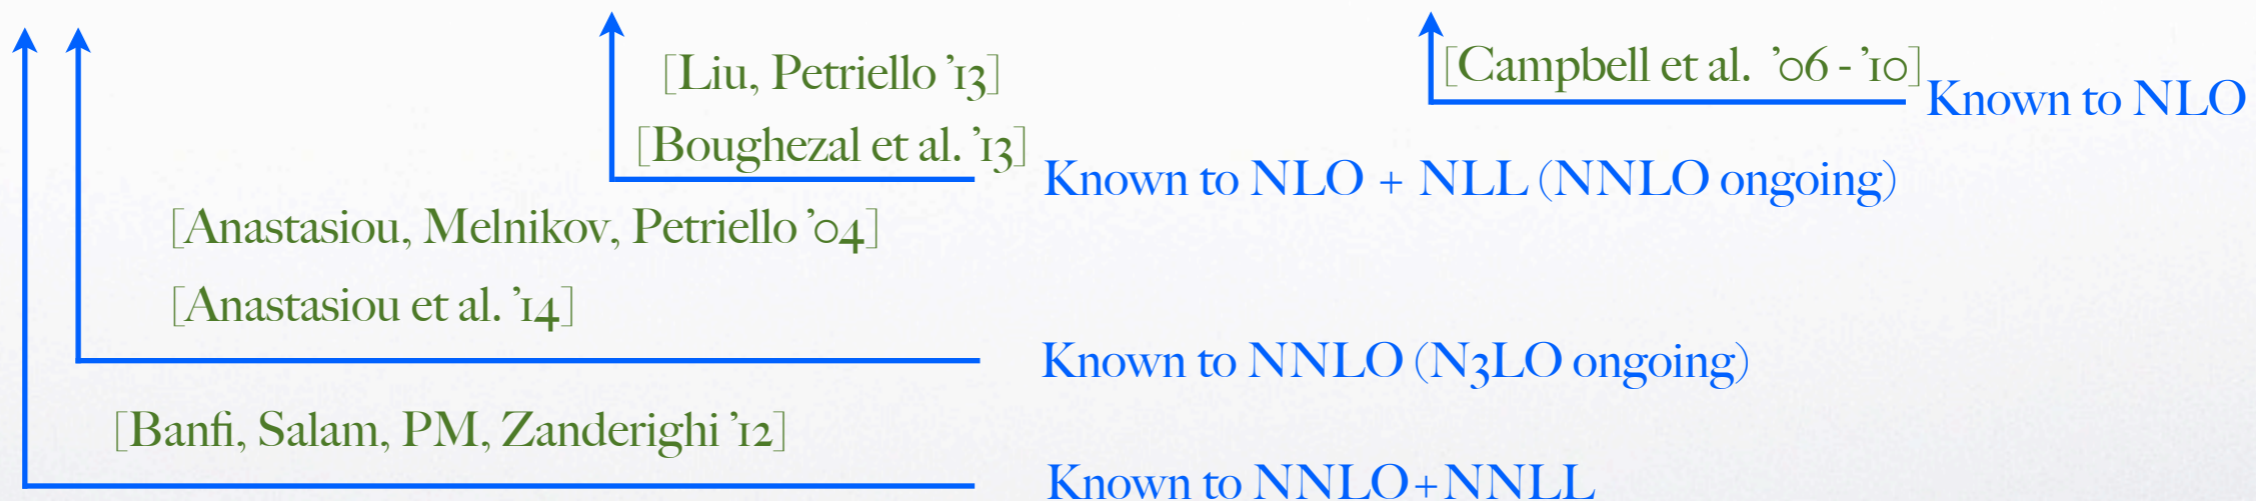 [Liu, Petriello '13]
[Campbell et al. '06 - '10]
Known to NLO
[Boughezal et al. '13]
Known to NLO + NLL (NNLO ongoing)
[Anastasiou, Melnikov, Petriello '04]
[Anastasiou et al. '14]
Known to NNLO (N3LO ongoing)
[Banfi, Salam, PM, Zanderighi '12]
Known to NNLO+NNLL